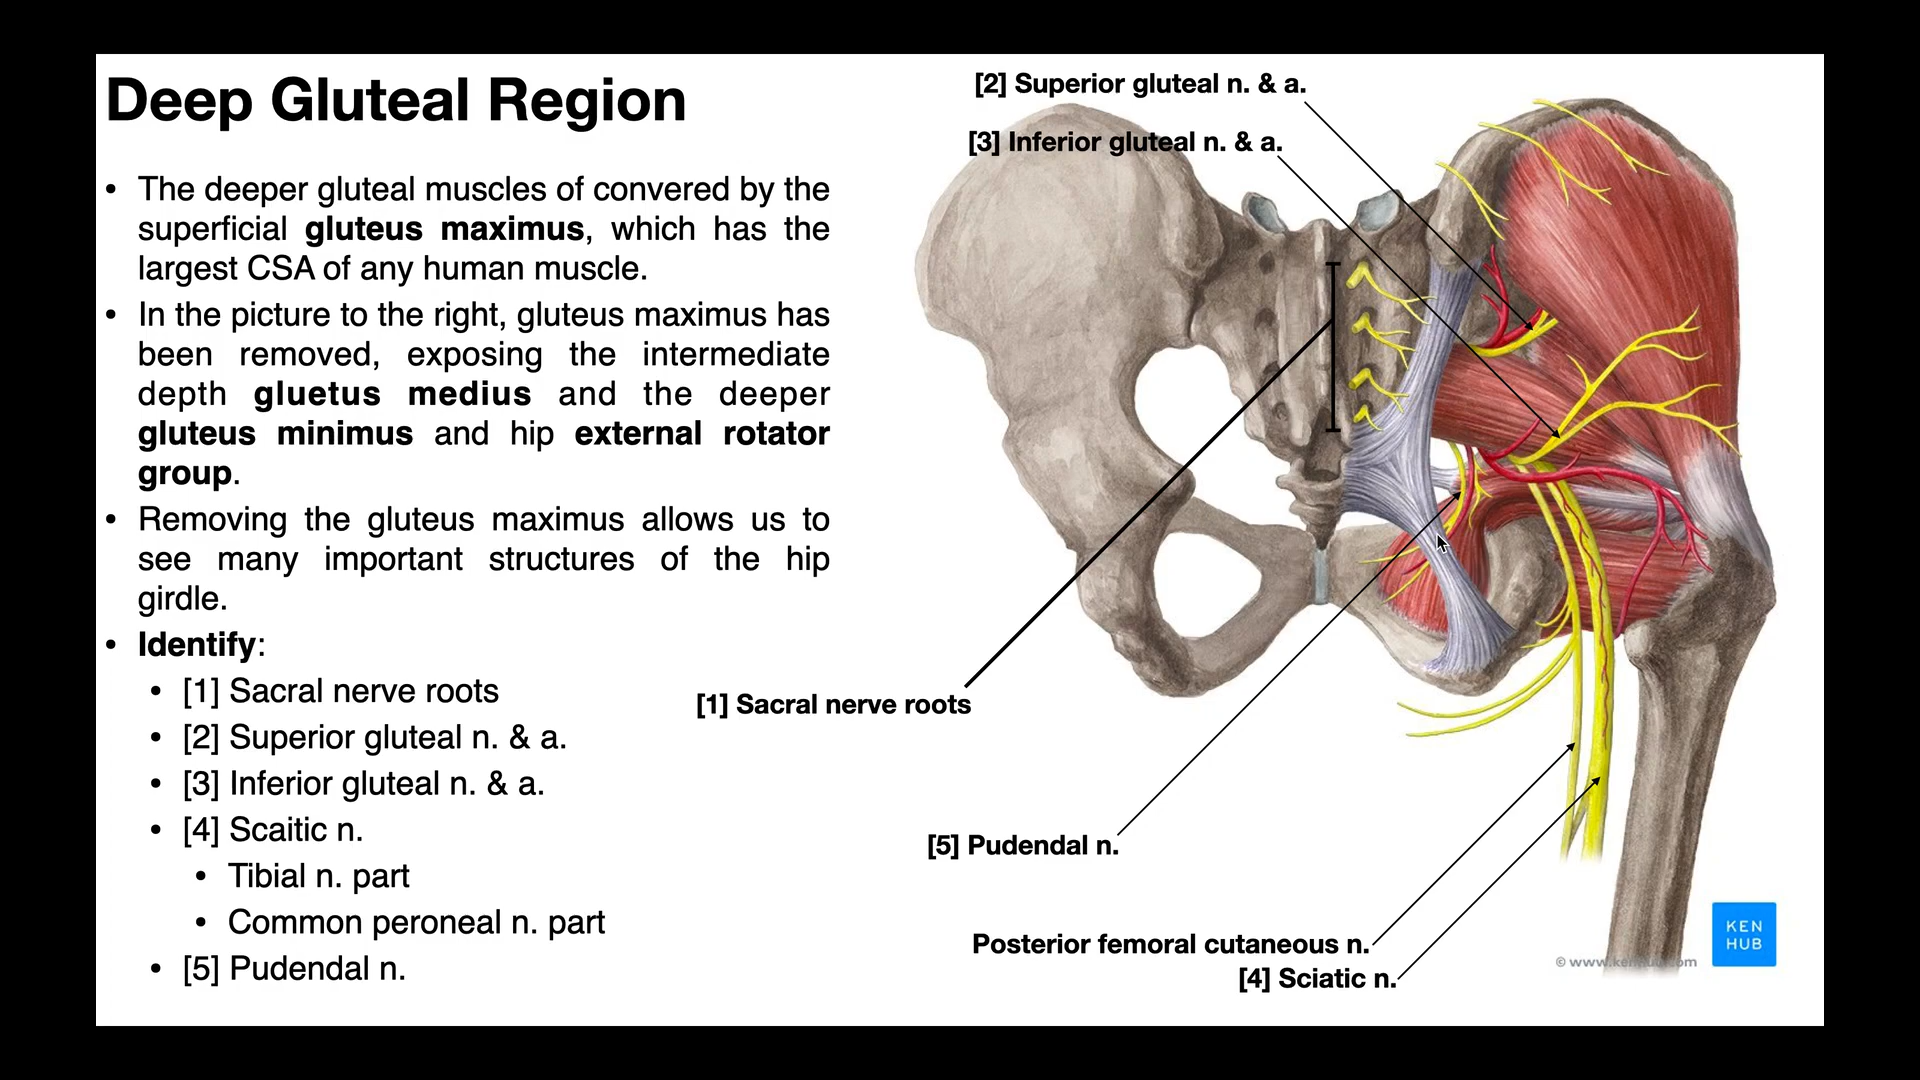 Deep Gluteal Region
• The deeper gluteal muscles of convered by the
superficial gluteus maximus, which has the
largest CSA of any human muscle.
• In the picture to the right, gluteus maximus has
been removed, exposing the intermediate
depth gluetus medius and the deeper
gluteus minimus and hip external rotator
group.
• Removing the gluteus maximus allows us to
see many important structures of the hip
girdle.
• Identify:
• [1] Sacral nerve roots
• [2] Superior gluteal n. & a.
• [3] Inferior gluteal n. & a.
• [4] Scaitic n.
• Tibial n. part
• Common peroneal n. part
• [5] Pudendal n.
[2] Superior gluteal n. & a.
[3] Inferior gluteal n. & a.
[1] Sacral nerve roots
[5] Pudendal n.
Posterior femoral cutaneous n.
[4] Sciatic n.
KEN
HUB
© www.kenhub.com